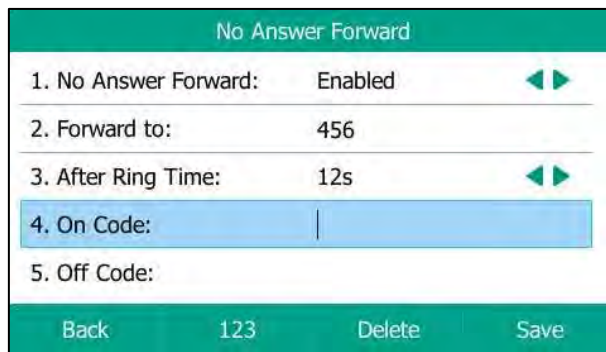 No Answer Forward
1. No Answer Forward: Enabled
2. Forward to: 456
3. After Ring Time: 12s
4. On Code:
5. Off Code:
Back 123 Delete Save